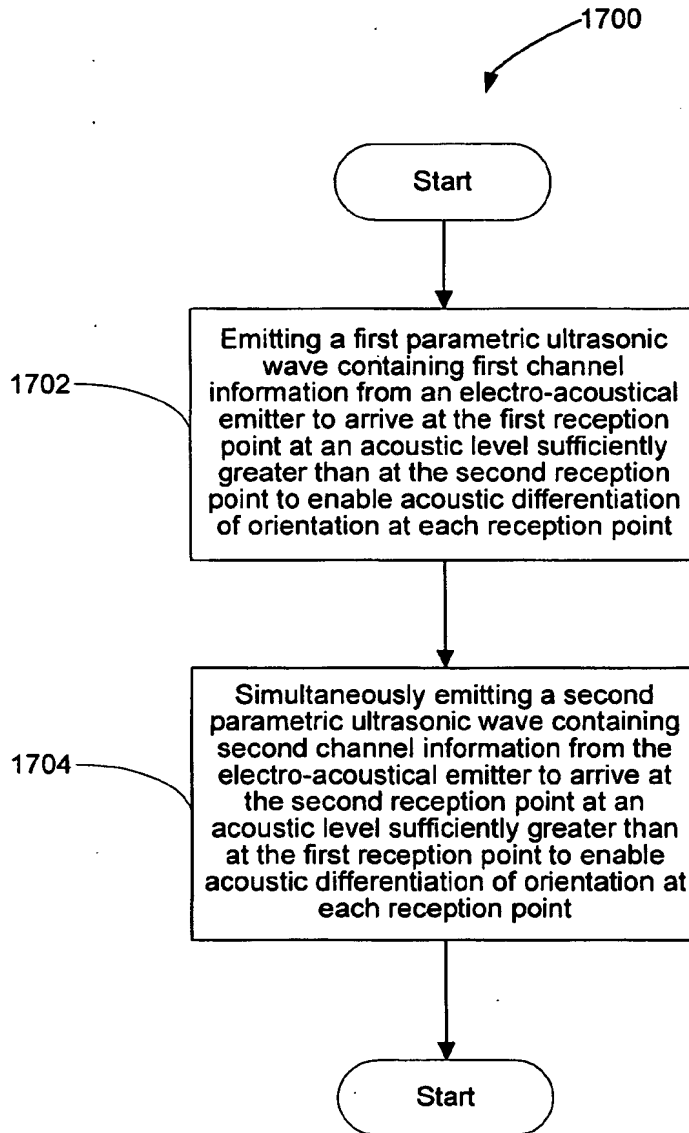 1700
Start
1702
Emitting a first parametric ultrasonic
wave containing first channel
information from an electro-acoustical
emitter to arrive at the first reception
point at an acoustic level sufficiently
greater than at the second reception
point to enable acoustic differentiation
of orientation at each reception point
1704
Simultaneously emitting a second
parametric ultrasonic wave containing
second channel information from the
electro-acoustical emitter to arrive at
the second reception point at an
acoustic level sufficiently greater than
at the first reception point to enable
acoustic differentiation of orientation at
each reception point
Start